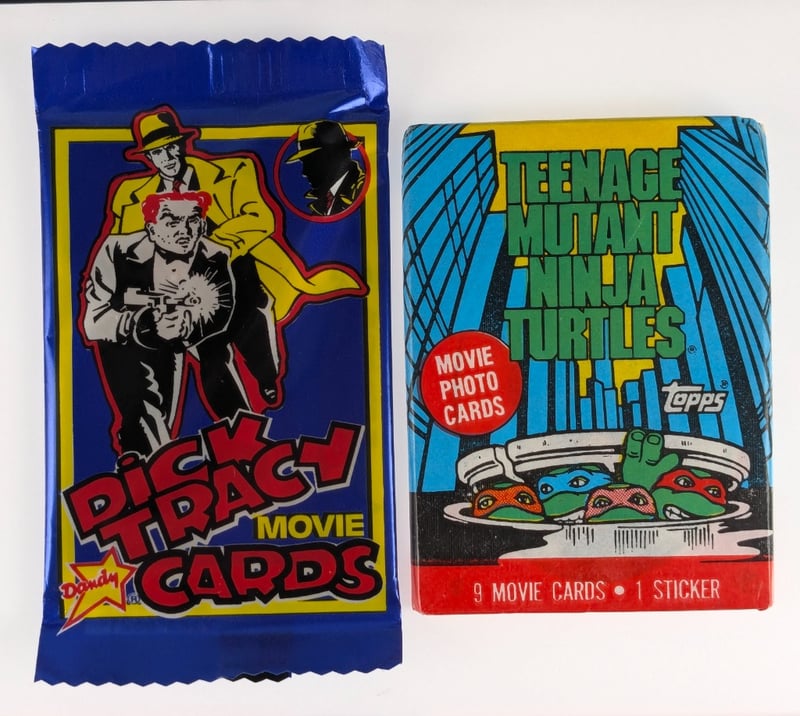 DiCK
TRACY
MOVIE
CARDS
Dandy®
TEENAGE
MUTANT
NINJA
TURTLES®
MOVIE
PHOTO
CARDS
topps®
9 MOVIE CARDS • 1 STICKER